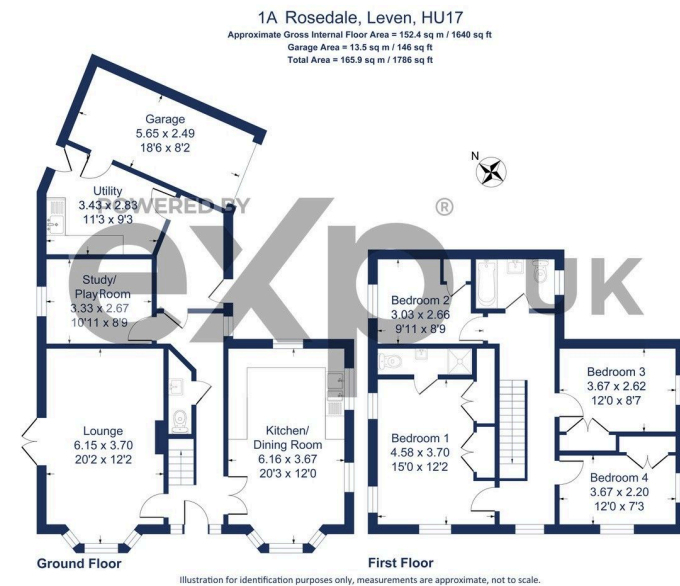 1A Rosedale, Leven, HU17
Approximate Gross Internal Floor Area = 152.4 sq m / 1640 sq ft
Garage Area = 13.5 sq m / 146 sq ft
Total Area = 165.9 sq m / 1786 sq ft
Garage
5.65 x 2.49
18'6 x 8'2
N
Utility
3.43 x 2.83
11'3 x 9'3
POWERED BY
eXp UK
®
Study/
PlayRoom
3.33 x 2.67
10'11 x 8'9
Bedroom 2
3.03 x 2.66
9'11 x 8'9
Bedroom 3
3.67 x 2.62
12'0 x 8'7
Lounge
6.15 x 3.70
20'2 x 12'2
Kitchen/
Dining Room
6.16 x 3.67
20'3 x 12'0
Bedroom 1
4.58 x 3.70
15'0 x 12'2
Bedroom 4
3.67 x 2.20
12'0 x 7'3
Ground Floor
First Floor
Illustration for identification purposes only, measurements are approximate, not to scale.